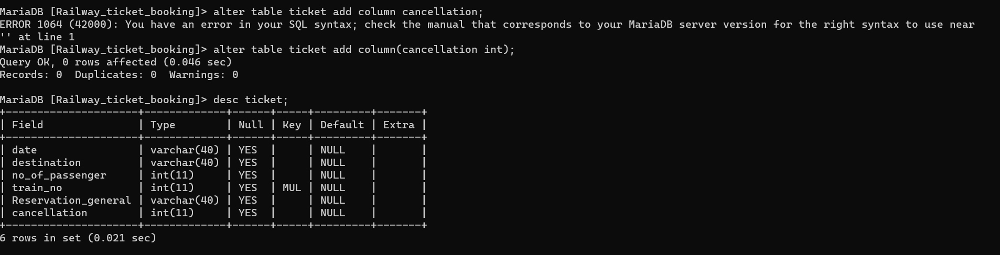 MariaDB [Railway_ticket_booking]> alter table ticket add column cancellation;
ERROR 1064 (42000): You have an error in your SQL syntax; check the manual that corresponds to your MariaDB server version for the right syntax to use near
'' at line 1
MariaDB [Railway_ticket_booking]> alter table ticket add column(cancellation int);
Query OK, 0 rows affected (0.046 sec)
Records: 0  Duplicates: 0  Warnings: 0

MariaDB [Railway_ticket_booking]> desc ticket;
+---------------------+-------------+------+-----+---------+-------+
| Field               | Type        | Null | Key | Default | Extra |
+---------------------+-------------+------+-----+---------+-------+
| date                | varchar(40) | YES  |     | NULL    |       |
| destination         | varchar(40) | YES  |     | NULL    |       |
| no_of_passenger     | int(11)     | YES  |     | NULL    |       |
| train_no            | int(11)     | YES  | MUL | NULL    |       |
| Reservation_general | varchar(40) | YES  |     | NULL    |       |
| cancellation        | int(11)     | YES  |     | NULL    |       |
+---------------------+-------------+------+-----+---------+-------+
6 rows in set (0.021 sec)